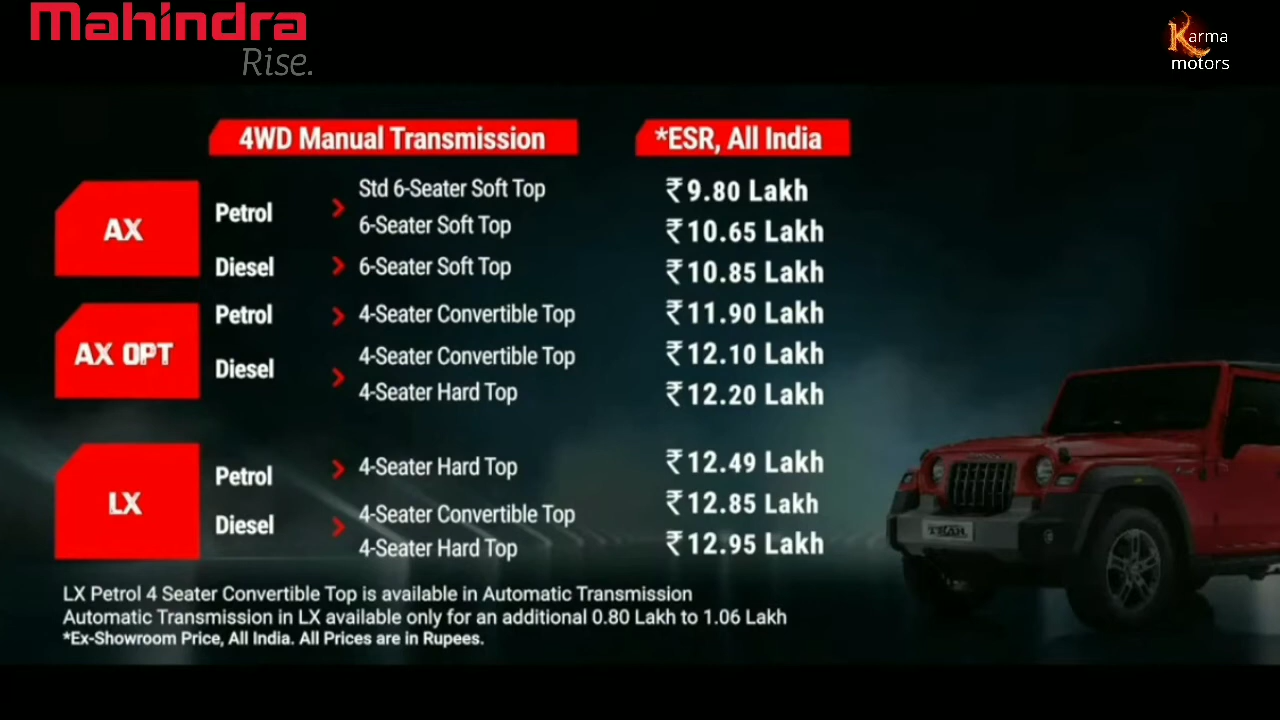 Mahindra
Rise.
Karma
motors
4WD Manual Transmission *ESR, All India
AX
Petrol
Std 6-Seater Soft Top ₹9.80 Lakh
6-Seater Soft Top ₹10.65 Lakh
Diesel 6-Seater Soft Top ₹10.85 Lakh
AX OPT
Petrol 4-Seater Convertible Top ₹11.90 Lakh
Diesel
4-Seater Convertible Top ₹12.10 Lakh
4-Seater Hard Top ₹12.20 Lakh
LX
Petrol 4-Seater Hard Top ₹12.49 Lakh
Diesel
4-Seater Convertible Top ₹12.85 Lakh
4-Seater Hard Top ₹12.95 Lakh
THAR
LX Petrol 4 Seater Convertible Top is available in Automatic Transmission
Automatic Transmission in LX available only for an additional 0.80 Lakh to 1.06 Lakh
*Ex-Showroom Price, All India. All Prices are in Rupees.